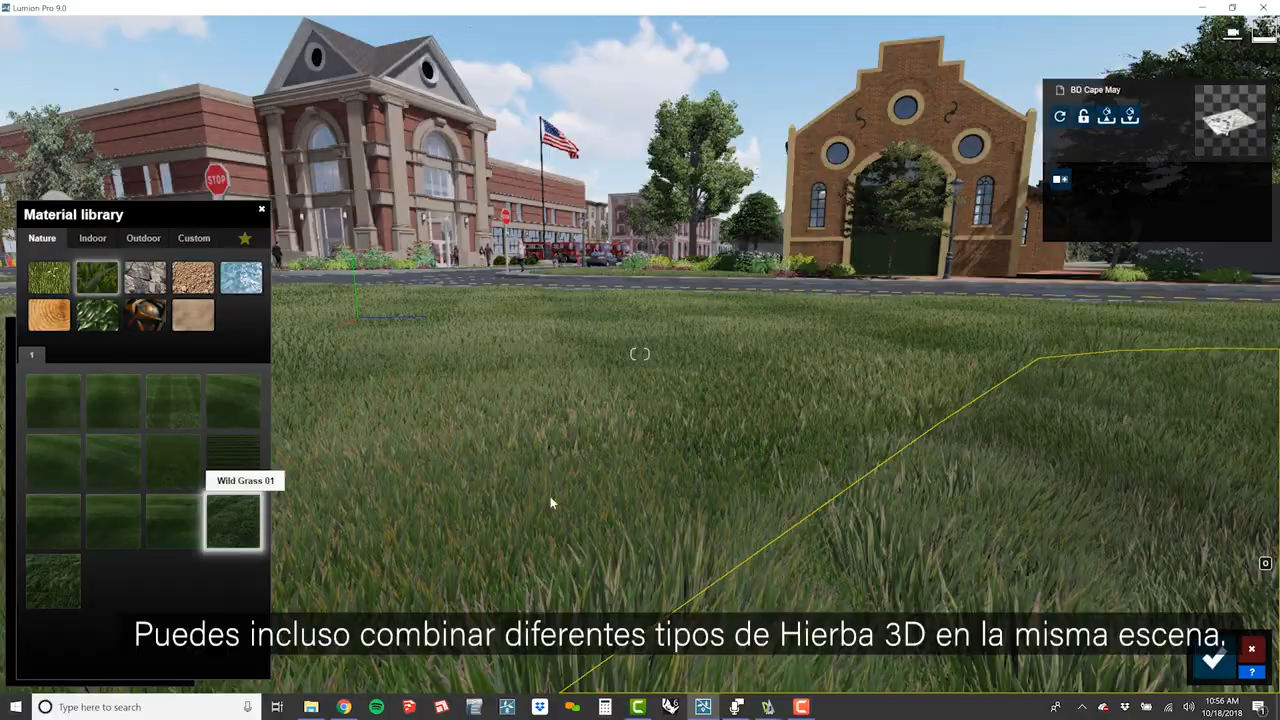 Lumion Pro 9.0
BD Cape May
STOP
Material library
Nature Indoor Outdoor Custom
1
Wild Grass 01
Puedes incluso combinar diferentes tipos de Hierba 3D en la misma escena.
?
Type here to search
10:56 AM
10/18/2018